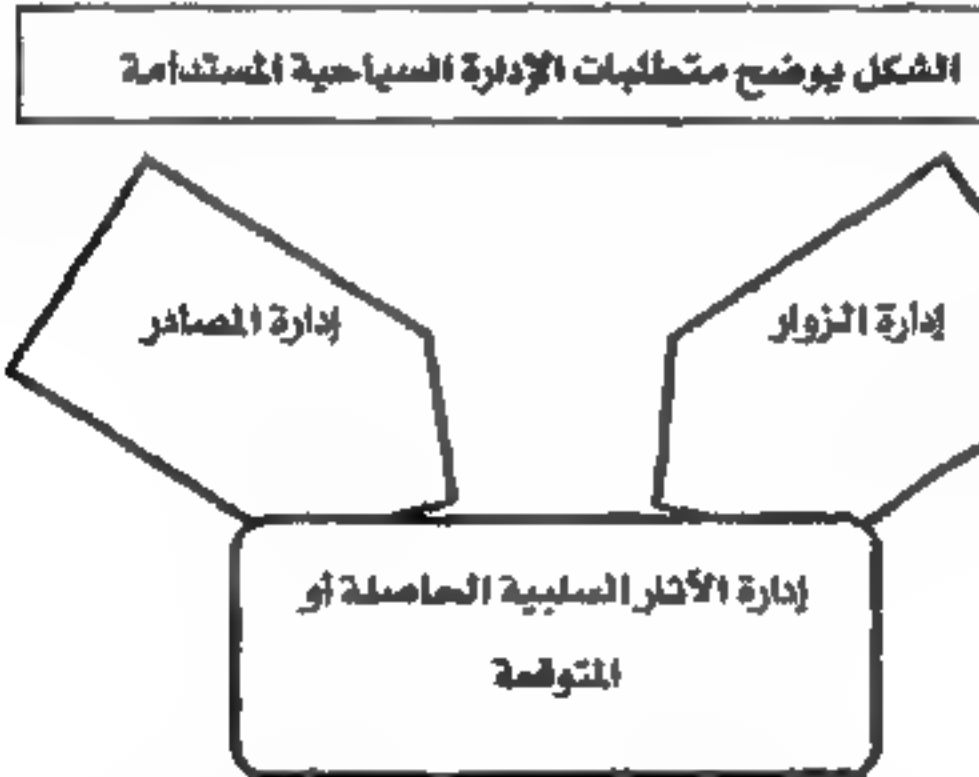 الشكل يوضح متطلبات الإدارة السياحية المستدامة
إدارة الزوار
إدارة المصادر
إدارة الآثار السلبية الحاصلة أو
المتوقعة